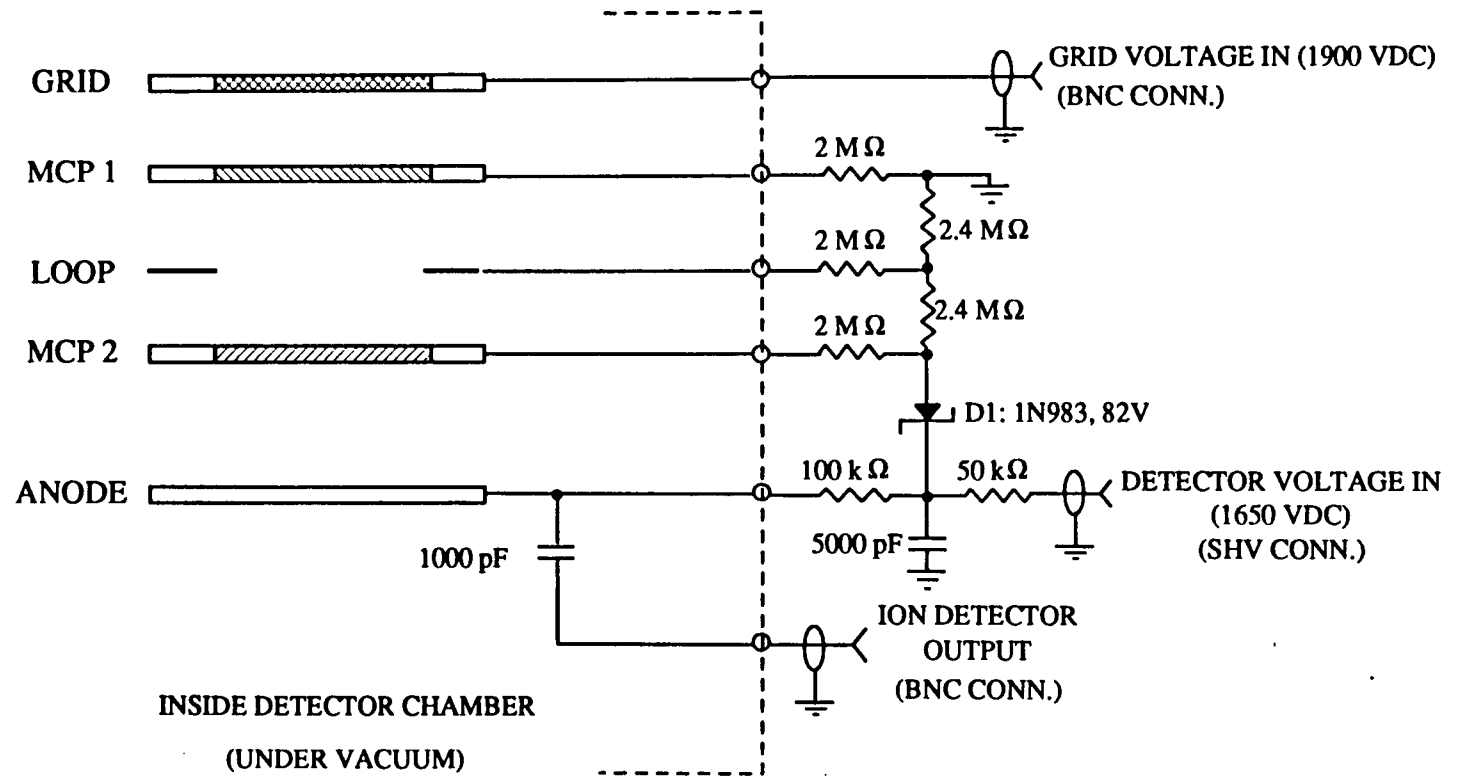 GRID
GRID VOLTAGE IN (1900 VDC)
(BNC CONN.)
MCP 1
2 MΩ
2.4 MΩ
LOOP
2 MΩ
2.4 MΩ
MCP 2
2 MΩ
D1: 1N983, 82V
ANODE
100 kΩ
50 kΩ
DETECTOR VOLTAGE IN
(1650 VDC)
(SHV CONN.)
1000 pF
5000 pF
ION DETECTOR
OUTPUT
(BNC CONN.)
INSIDE DETECTOR CHAMBER
(UNDER VACUUM)